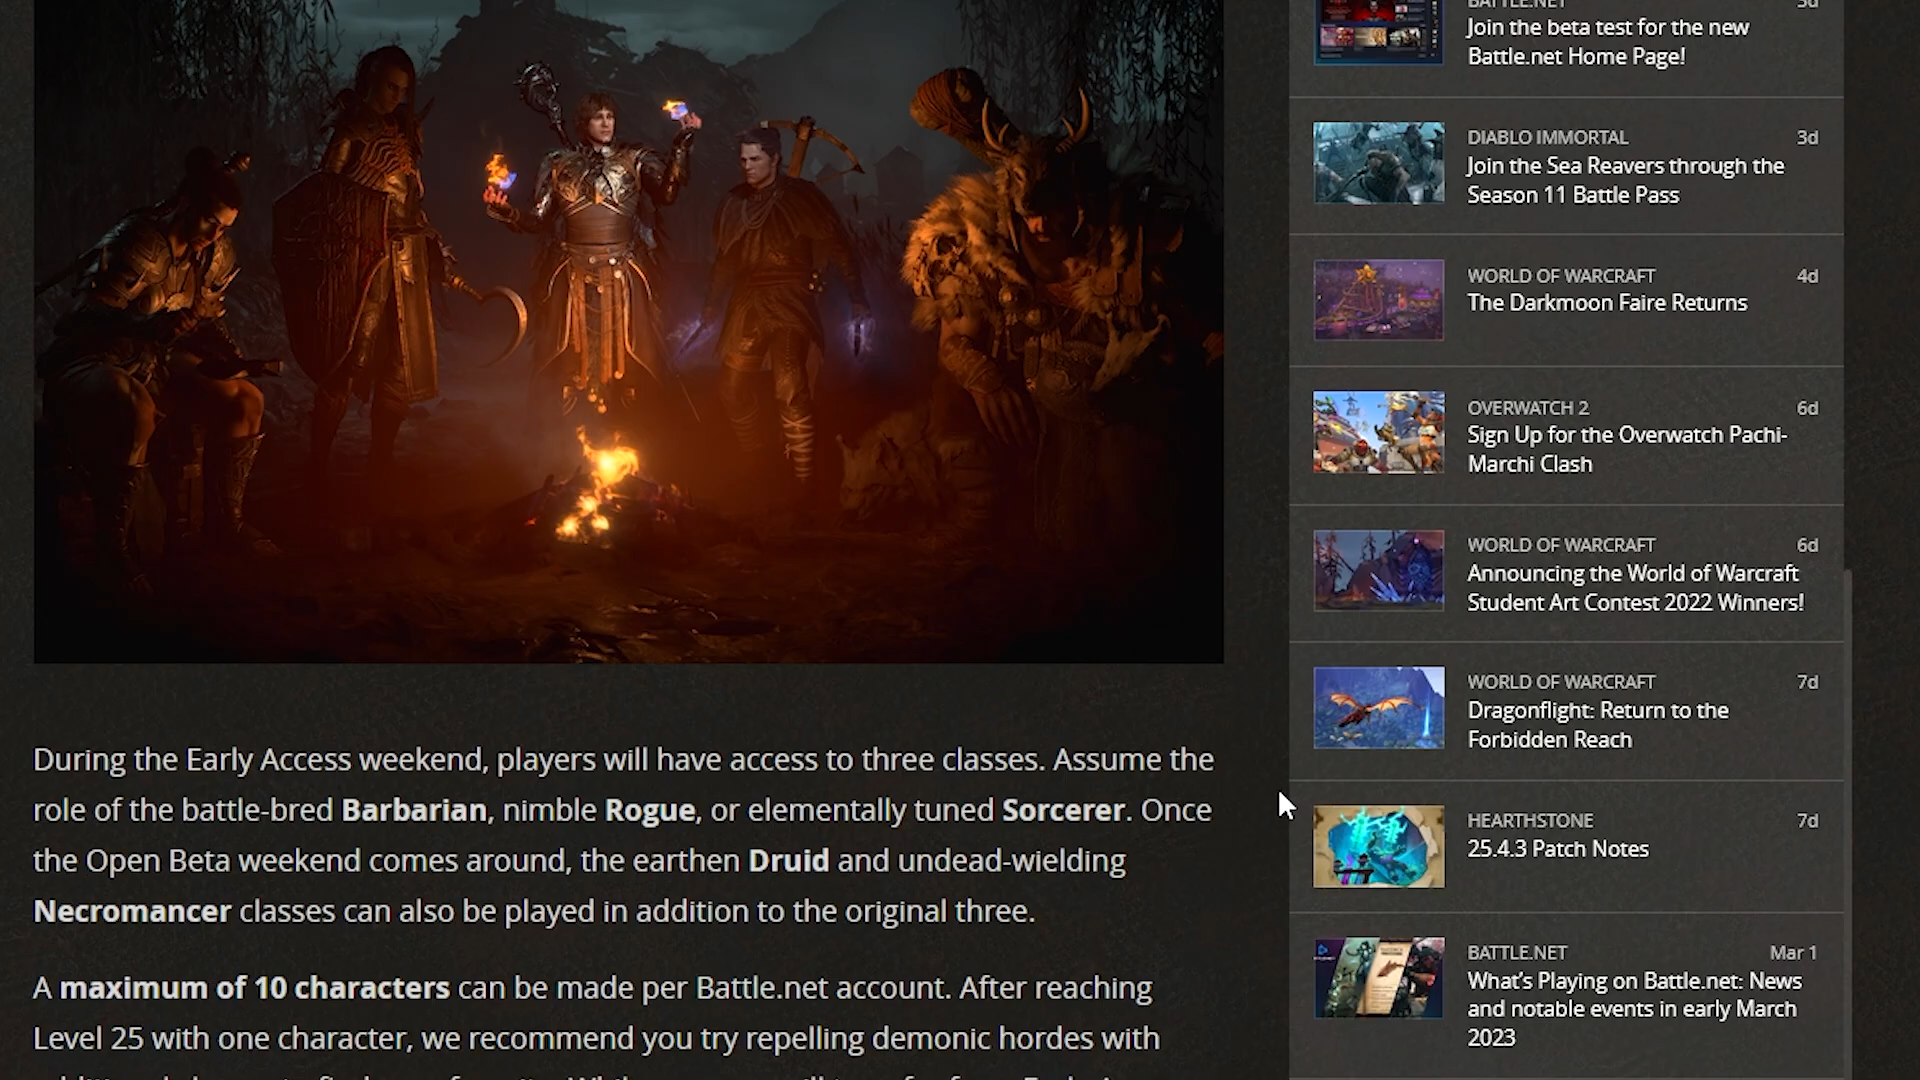 During the Early Access weekend, players will have access to three classes. Assume the
role of the battle-bred Barbarian, nimble Rogue, or elementally tuned Sorcerer. Once
the Open Beta weekend comes around, the earthen Druid and undead-wielding
Necromancer classes can also be played in addition to the original three.
A maximum of 10 characters can be made per Battle.net account. After reaching
Level 25 with one character, we recommend you try repelling demonic hordes with
BATTLE.NET 3d
Join the beta test for the new
Battle.net Home Page!
DIABLO IMMORTAL 3d
Join the Sea Reavers through the
Season 11 Battle Pass
WORLD OF WARCRAFT 4d
The Darkmoon Faire Returns
OVERWATCH 2 6d
Sign Up for the Overwatch Pachi-
Marchi Clash
WORLD OF WARCRAFT 6d
Announcing the World of Warcraft
Student Art Contest 2022 Winners!
WORLD OF WARCRAFT 7d
Dragonflight: Return to the
Forbidden Reach
HEARTHSTONE 7d
25.4.3 Patch Notes
BATTLE.NET Mar 1
What's Playing on Battle.net: News
and notable events in early March
2023